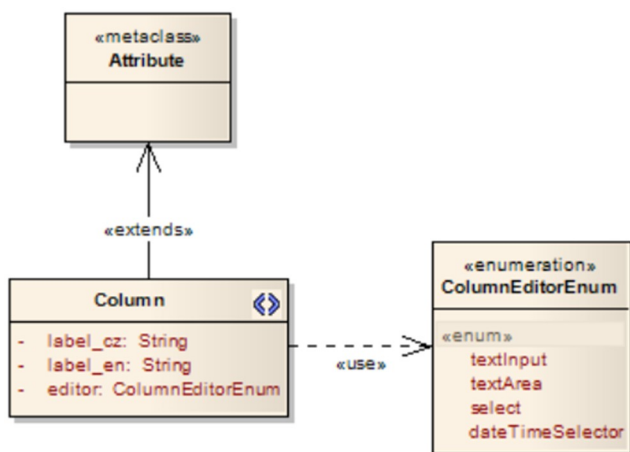 «metaclass»
Attribute
«extends»
Column
- label_cz: String
- label_en: String
- editor: ColumnEditorEnum
«use»
«enumeration»
ColumnEditorEnum
«enum»
textInput
textArea
select
dateTimeSelector